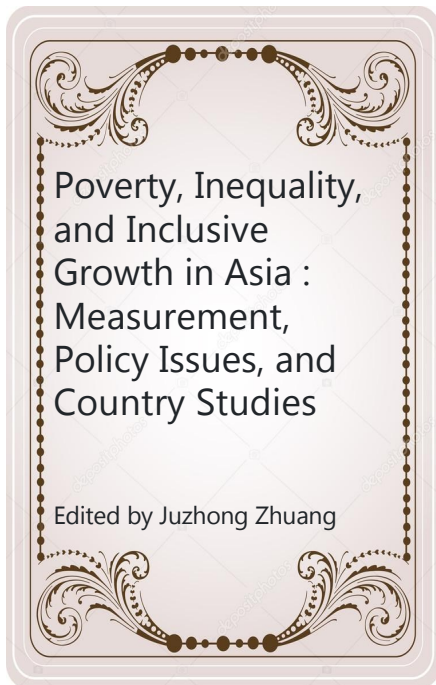 Poverty, Inequality,
and Inclusive
Growth in Asia :
Measurement,
Policy Issues, and
Country Studies
Edited by Juzhong Zhuang